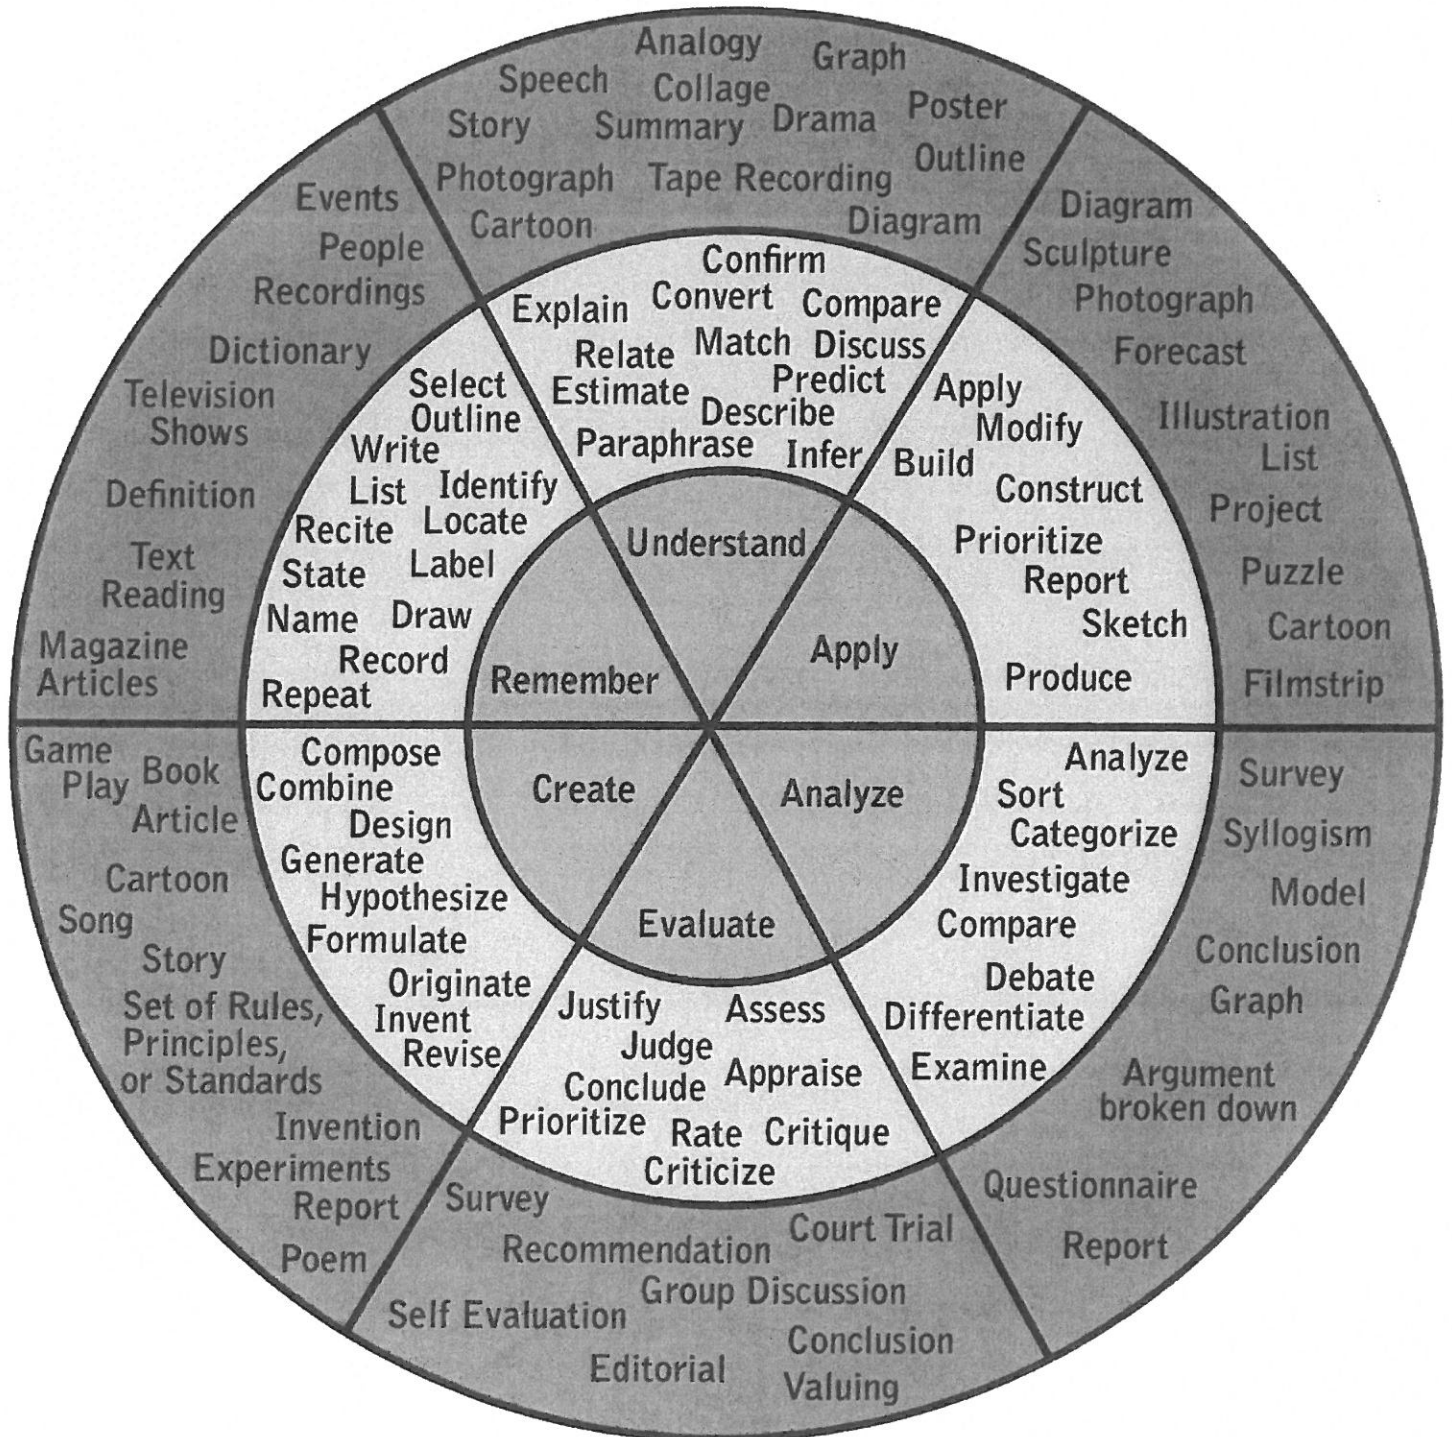 Analogy
Graph
Speech
Collage
Poster
Story
Summary
Drama
Outline
Photograph
Tape Recording
Cartoon
Diagram
Confirm
Explain
Convert
Compare
Relate
Match
Discuss
Estimate
Predict
Describe
Paraphrase
Infer
Understand
Diagram
Sculpture
Photograph
Forecast
Illustration
List
Project
Puzzle
Cartoon
Filmstrip
Apply
Modify
Build
Construct
Prioritize
Report
Sketch
Produce
Apply
Survey
Syllogism
Model
Conclusion
Graph
Argument
broken down
Questionnaire
Report
Analyze
Sort
Categorize
Investigate
Compare
Debate
Differentiate
Examine
Analyze
Evaluate
Justify
Assess
Judge
Conclude
Appraise
Prioritize
Rate
Critique
Criticize
Survey
Court Trial
Recommendation
Group Discussion
Self Evaluation
Conclusion
Editorial
Valuing
Create
Compose
Combine
Design
Generate
Hypothesize
Formulate
Originate
Invent
Revise
Game
Play
Book
Article
Cartoon
Song
Story
Set of Rules,
Principles,
or Standards
Invention
Experiments
Report
Poem
Remember
Select
Outline
Write
List
Identify
Recite
Locate
State
Label
Name
Draw
Record
Repeat
Events
People
Recordings
Dictionary
Television
Shows
Definition
Text
Reading
Magazine
Articles